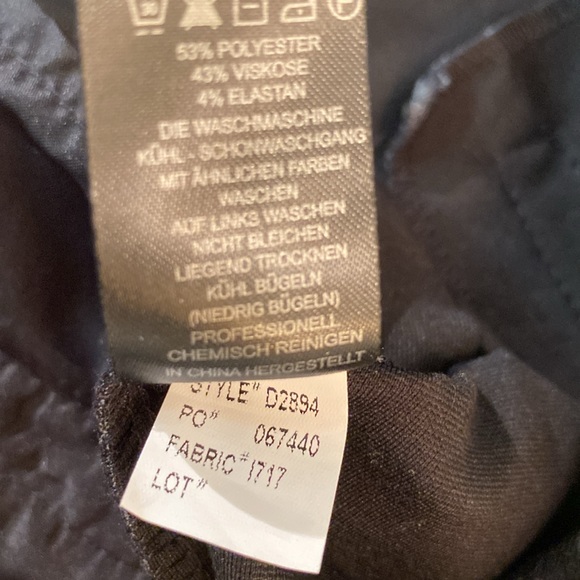 30
P
53% POLYESTER
43% VISKOSE
4% ELASTAN
DIE WASCHMASCHINE
KÜHL - SCHONWASCHGANG
MIT ÄHNLICHEN FARBEN
WASCHEN
AUF LINKS WASCHEN
NICHT BLEICHEN
LIEGEND TROCKNEN
KÜHL BÜGELN
(NIEDRIG BÜGELN)
PROFESSIONELL
CHEMISCH REINIGEN
IN CHINA HERGESTELLT
STYLE# D2894
PO# 067440
FABRIC# 1717
LOT#